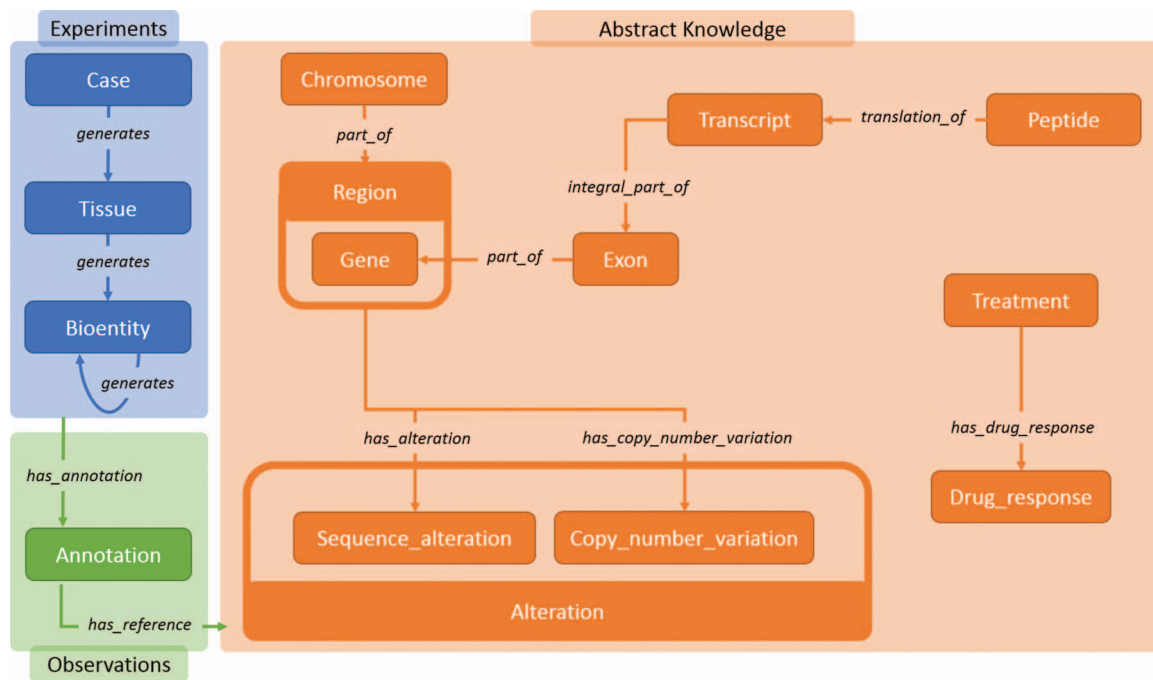 Experiments
Case
generates
Tissue
generates
Bioentity
generates
has_annotation
Annotation
has_reference
Observations
Abstract Knowledge
Chromosome
part_of
Region
Gene
part_of
Exon
integral_part_of
Transcript
translation_of
Peptide
Treatment
has_drug_response
Drug_response
has_alteration
has_copy_number_variation
Sequence_alteration
Copy_number_variation
Alteration